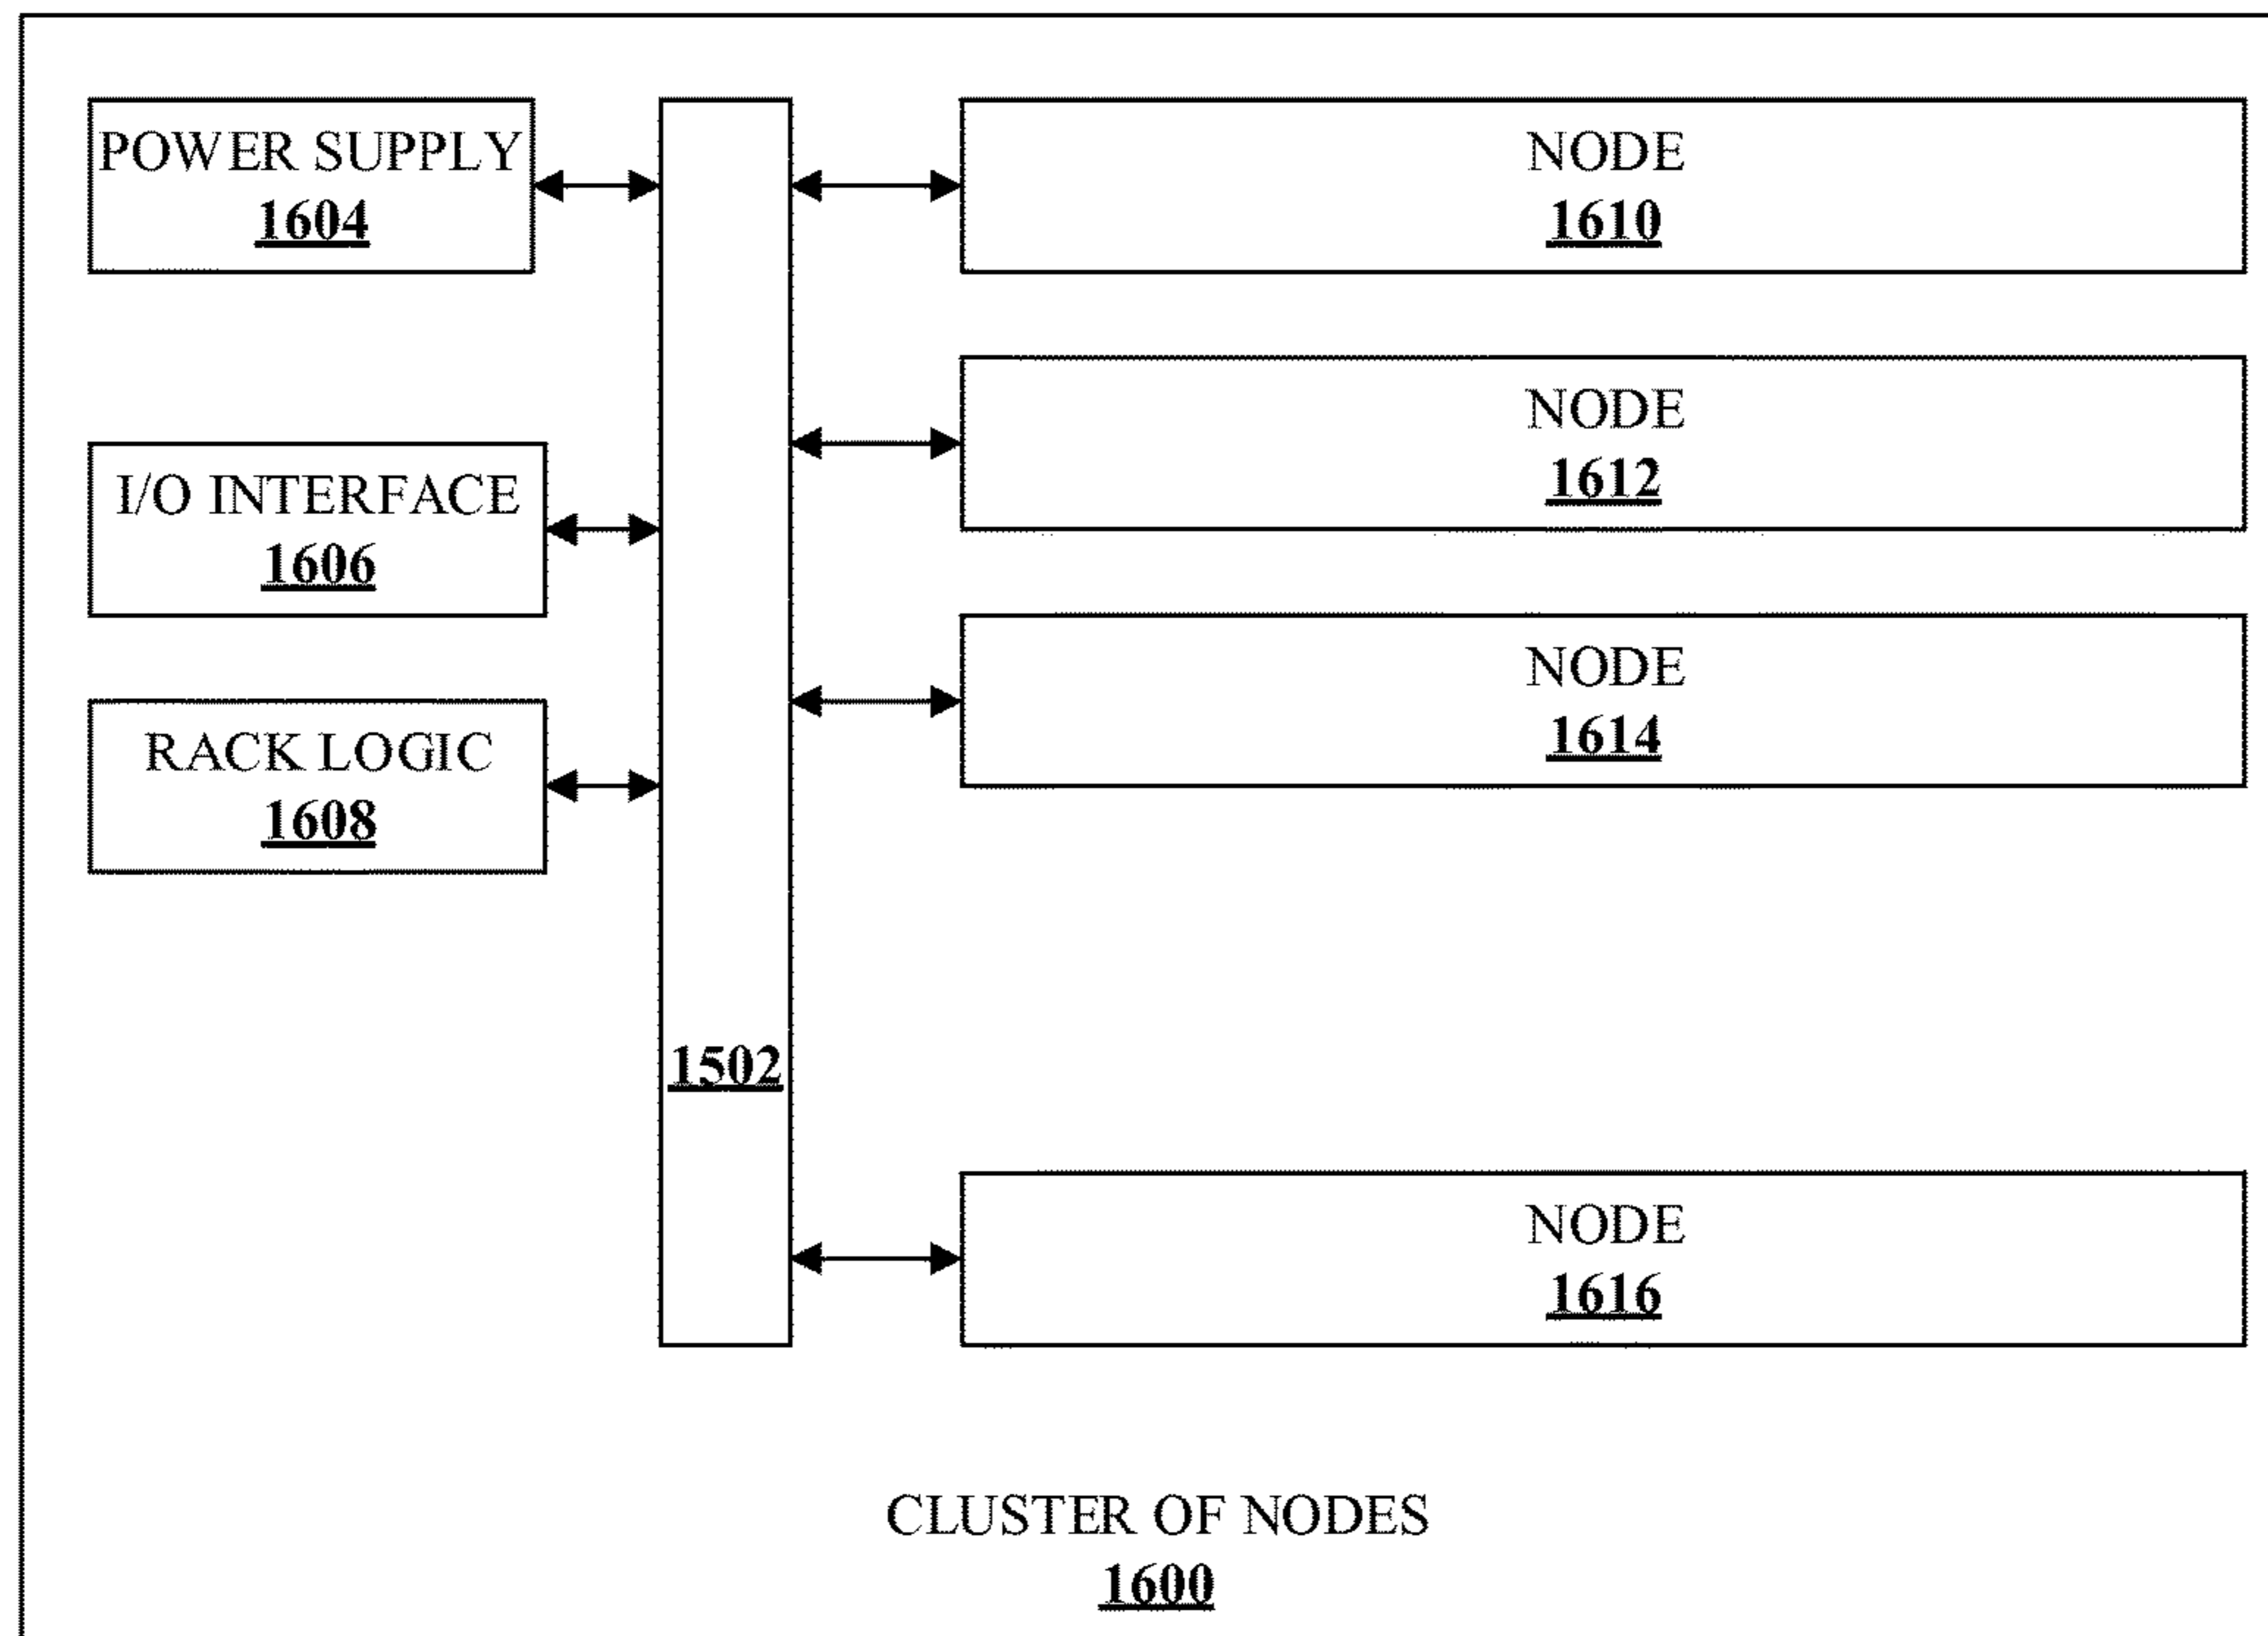 POWER SUPPLY
1604
I/O INTERFACE
1606
RACK LOGIC
1608
1502
NODE
1610
NODE
1612
NODE
1614
NODE
1616
CLUSTER OF NODES
1600